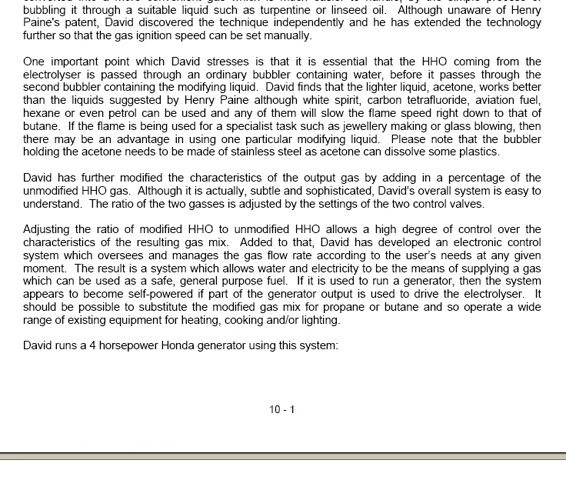 bubbling it through a suitable liquid such as turpentine or linseed oil. Although unaware of Henry
Paine's patent, David discovered the technique independently and he has extended the technology
further so that the gas ignition speed can be set manually.
One important point which David stresses is that it is essential that the HHO coming from the
electrolyser is passed through an ordinary bubbler containing water, before it passes through the
second bubbler containing the modifying liquid. David finds that the lighter liquid, acetone, works better
than the liquids suggested by Henry Paine although white spirit, carbon tetrafluoride, aviation fuel,
hexane or even petrol can be used and any of them will slow the flame speed right down to that of
butane. If the flame is being used for a specialist task such as jewellery making or glass blowing, then
there may be an advantage in using one particular modifying liquid. Please note that the bubbler
holding the acetone needs to be made of stainless steel as acetone can dissolve some plastics.
David has further modified the characteristics of the output gas by adding in a percentage of the
unmodified HHO gas. Although it is actually, subtle and sophisticated, David's overall system is easy to
understand. The ratio of the two gasses is adjusted by the settings of the two control valves.
Adjusting the ratio of modified HHO to unmodified HHO allows a high degree of control over the
characteristics of the resulting gas mix. Added to that, David has developed an electronic control
system which oversees and manages the gas flow rate according to the user's needs at any given
moment. The result is a system which allows water and electricity to be the means of supplying a gas
which can be used as a safe, general purpose fuel. If it is used to run a generator, then the system
appears to become self-powered if part of the generator output is used to drive the electrolyser. It
should be possible to substitute the modified gas mix for propane or butane and so operate a wide
range of existing equipment for heating, cooking and/or lighting.
David runs a 4 horsepower Honda generator using this system:
10 - 1